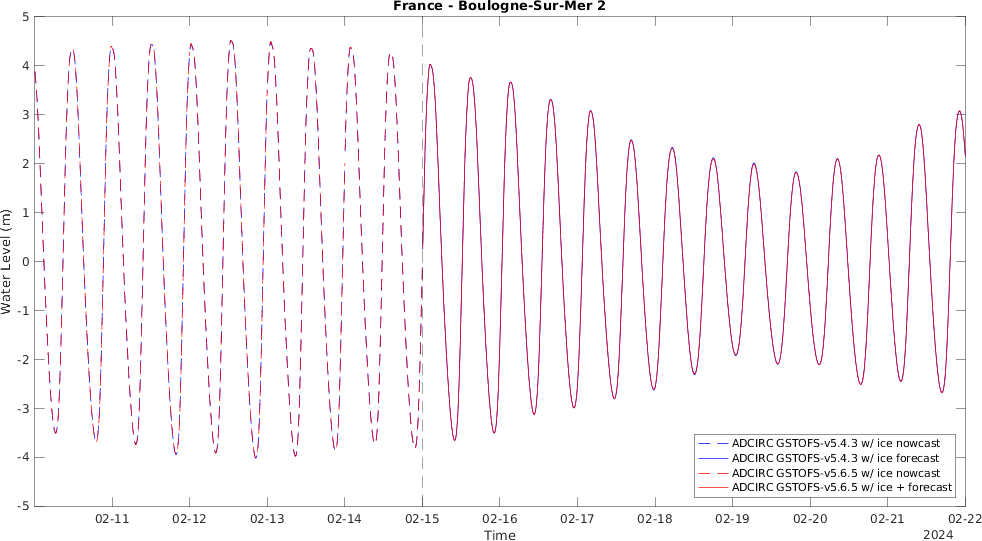 France - Boulogne-Sur-Mer 2
5
4
3
2
1
0
-1
-2
-3
-4
-5
Water Level (m)
ADCIRC GSTOFS-v5.4.3 w/ ice nowcast
ADCIRC GSTOFS-v5.4.3 w/ ice forecast
ADCIRC GSTOFS-v5.6.5 w/ ice nowcast
ADCIRC GSTOFS-v5.6.5 w/ ice + forecast
02-11 02-12 02-13 02-14 02-15 02-16 02-17 02-18 02-19 02-20 02-21 02-22
Time
2024